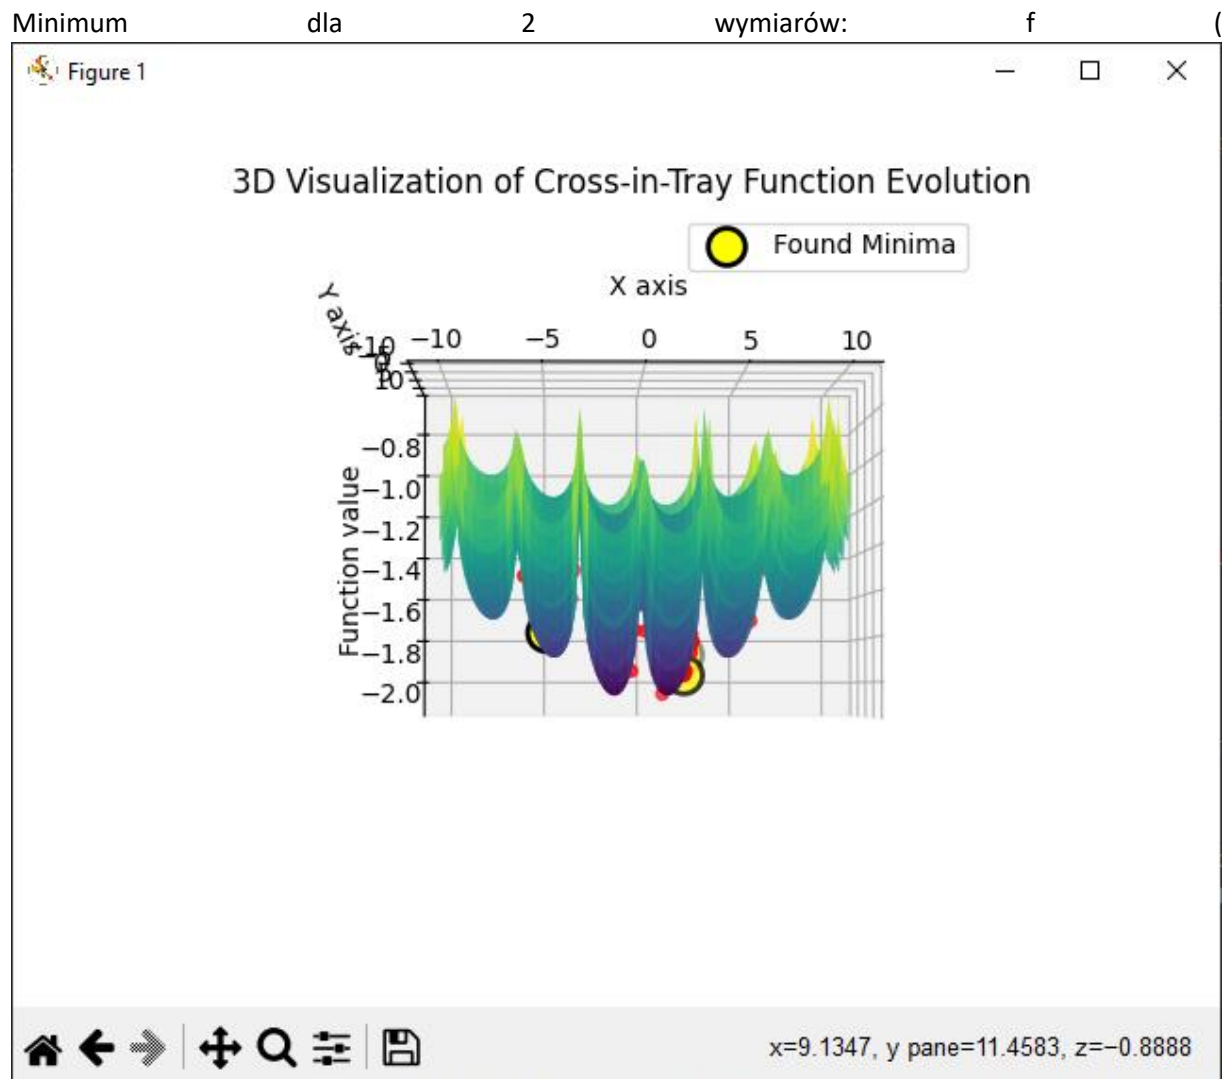 Minimum dla 2 wymiarów: f (
Figure 1
3D Visualization of Cross-in-Tray Function Evolution
Found Minima
X axis
Y axis
−10 −5 0 5 10
−10
10
−0.8
−1.0
−1.2
−1.4
−1.6
−1.8
−2.0
Function value
x=9.1347, y pane=11.4583, z=−0.8888